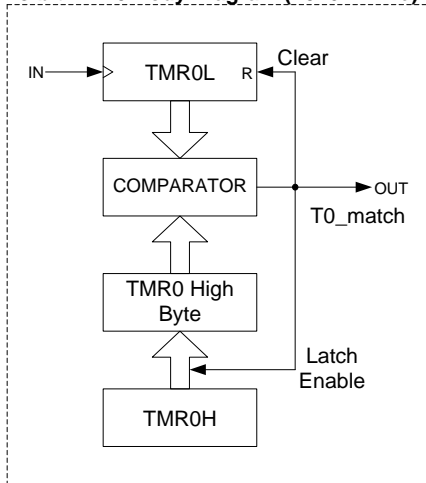 IN
TMR0L
R
Clear
COMPARATOR
OUT
T0_match
TMR0 High
Byte
Latch
Enable
TMR0H